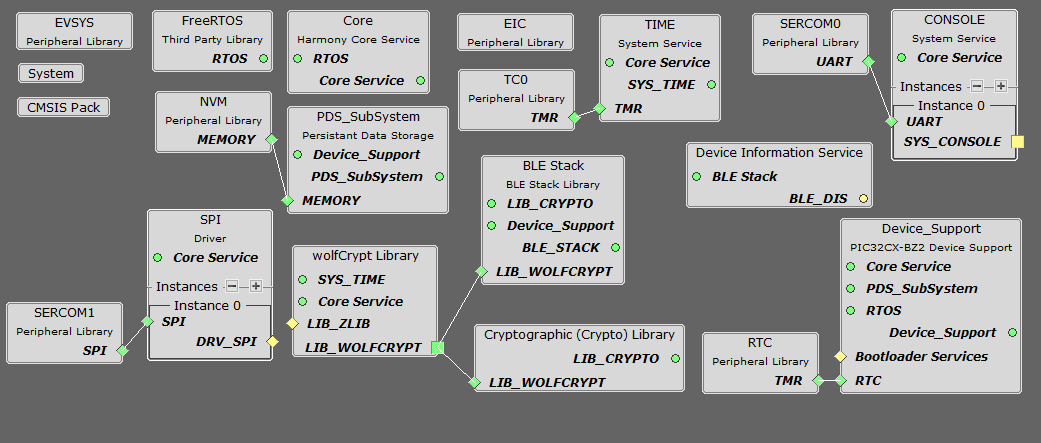 EVSYS
Peripheral Library
System
CMSIS Pack
FreeRTOS
Third Party Library
RTOS
Core
Harmony Core Service
RTOS
Core Service
EIC
Peripheral Library
TC0
Peripheral Library
TMR
TIME
System Service
Core Service
SYS_TIME
TMR
SERCOM0
Peripheral Library
UART
CONSOLE
System Service
Core Service
Instances
Instance 0
UART
SYS_CONSOLE
NVM
Peripheral Library
MEMORY
PDS_SubSystem
Persistant Data Storage
Device_Support
PDS_SubSystem
MEMORY
BLE Stack
BLE Stack Library
LIB_CRYPTO
Device_Support
BLE_STACK
LIB_WOLFCRYPT
Device Information Service
BLE Stack
BLE_DIS
SPI
Driver
Core Service
Instances
Instance 0
SPI
DRV_SPI
SERCOM1
Peripheral Library
SPI
wolfCrypt Library
SYS_TIME
Core Service
LIB_ZLIB
LIB_WOLFCRYPT
Cryptographic (Crypto) Library
LIB_CRYPTO
LIB_WOLFCRYPT
RTC
Peripheral Library
TMR
Device_Support
PIC32CX-BZ2 Device Support
Core Service
PDS_SubSystem
RTOS
Device_Support
Bootloader Services
RTC